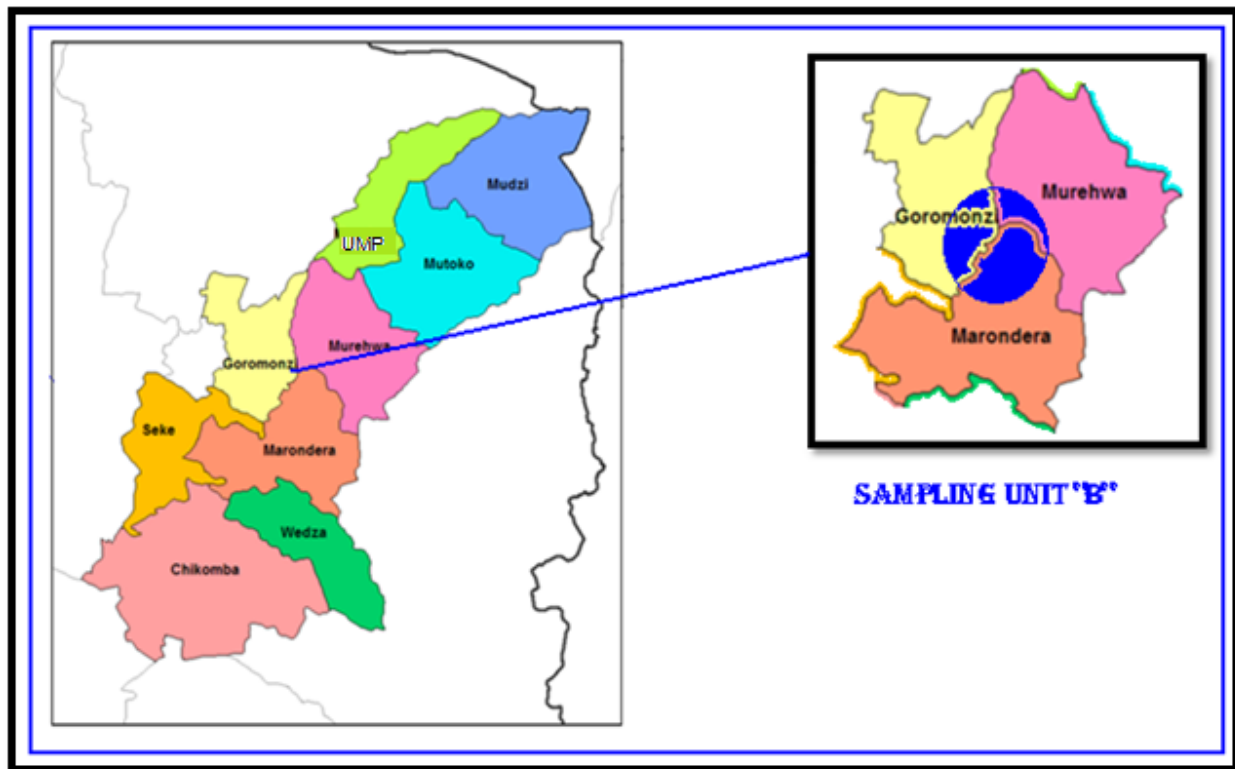 Mudzi
UMP
Mutoko
Murehwa
Goromonzi
Seke
Marondera
Wedza
Chikomba
Murehwa
Goromonzi
Marondera
SAMPLING UNIT "B"